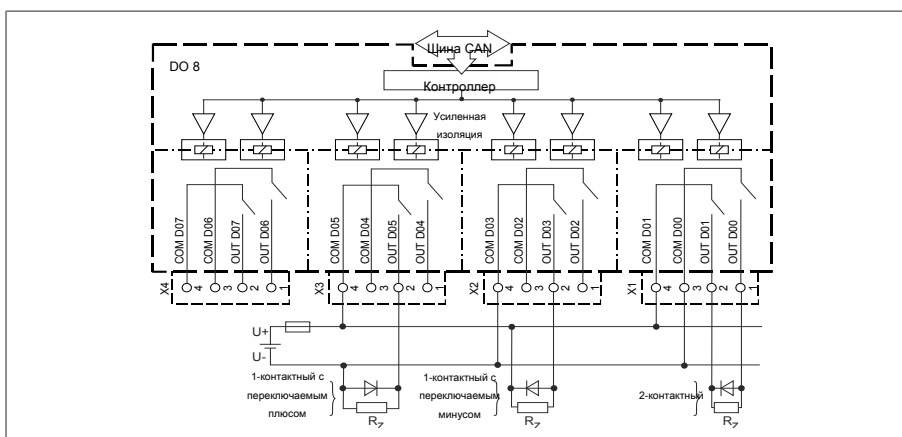 Шина CAN
DO 8
Контроллер
Усиленная
изоляция
COM D07
COM D06
OUT D07
OUT D06
COM D05
COM D04
OUT D05
OUT D04
COM D03
COM D02
OUT D03
OUT D02
COM D01
COM D00
OUT D01
OUT D00
X4 4 3 2 1
X3 4 3 2 1
X2 4 3 2 1
X1 4 3 2 1
U+
U-
1-контактный с
переключаемым
плюсом
RZ
1-контактный с
переключаемым
минусом
RZ
2-контактный
RZ